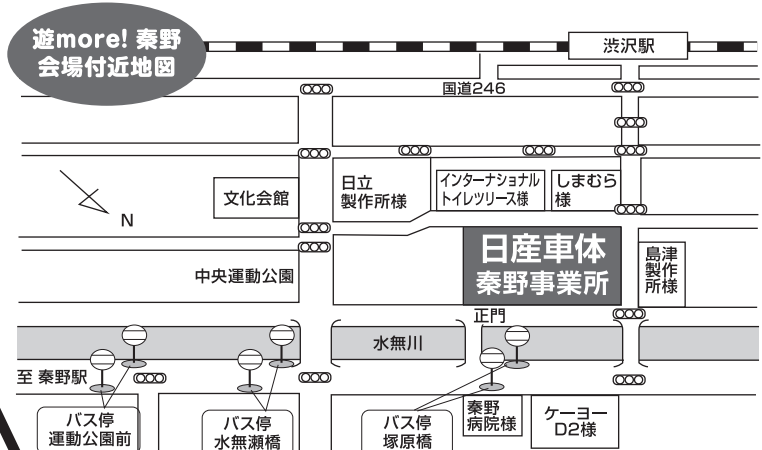 遊more! 秦野
会場付近地図
渋沢駅
国道246
文化会館
日立
製作所様
インターナショナル
トイレツリース様
しまむら
様
N
中央運動公園
日産車体
秦野事業所
島津
製作
所様
正門
水無川
至 秦野駅
バス停
運動公園前
バス停
水無瀬橋
バス停
塚原橋
秦野
病院様
ケーヨー
D2様